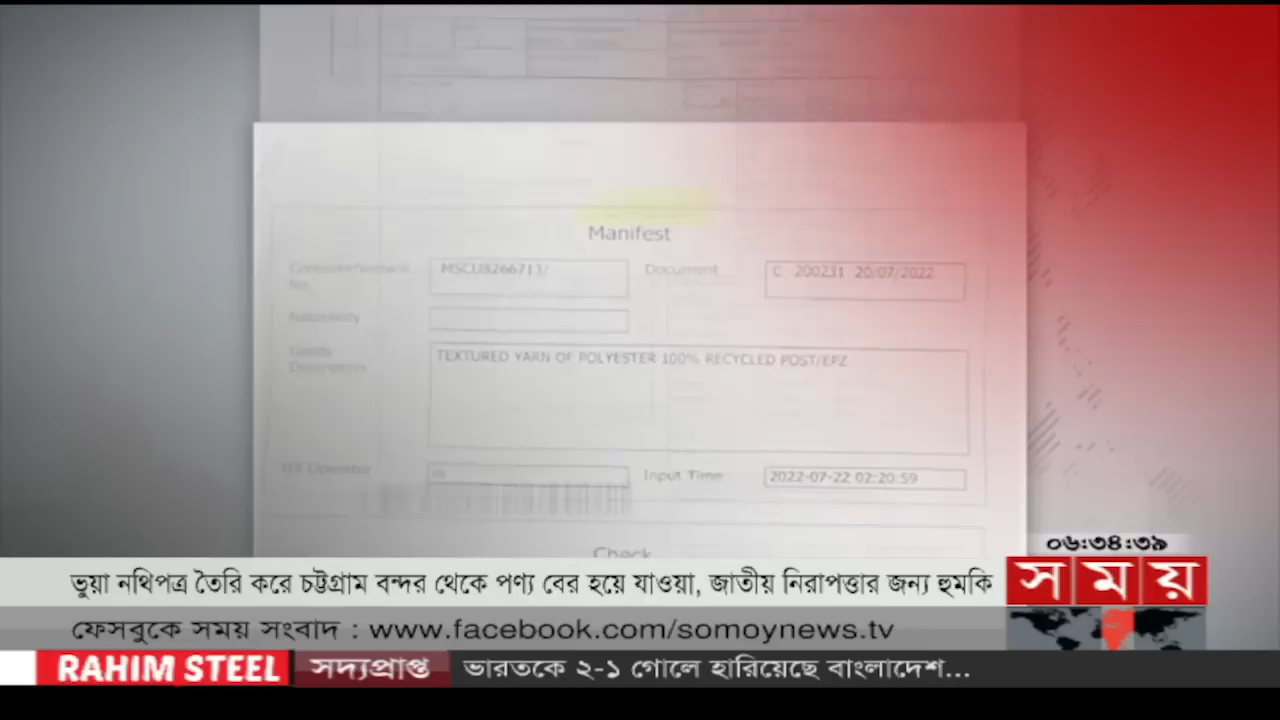 Manifest
MSCU8266713/ Document C 200231 20/07/2022
TEXTURED YARN OF POLYESTER 100% RECYCLED POST/EPZ
Input Time 2022-07-22 02:20:59
Check
০৬:৩৪:৩৯
ভুয়া নথিপত্র তৈরি করে চট্টগ্রাম বন্দর থেকে পণ্য বের হয়ে যাওয়া, জাতীয় নিরাপত্তার জন্য হুমকি
সময়
ফেসবুকে সময় সংবাদ : www.facebook.com/somoynews.tv
RAHIM STEEL সদ্যপ্রাপ্ত ভারতকে ২-১ গোলে হারিয়েছে বাংলাদেশ...